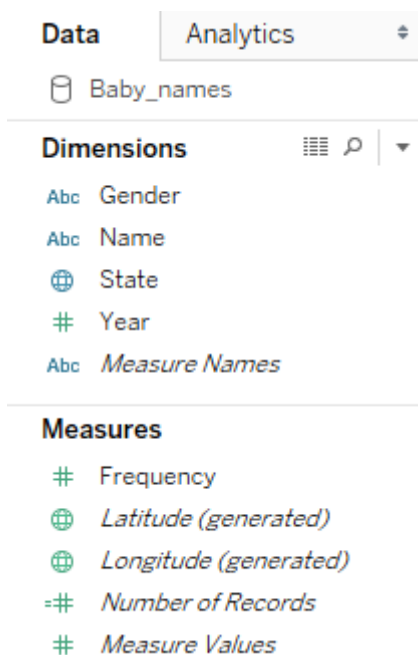 Data Analytics
Baby_names
Dimensions
Abc Gender
Abc Name
State
# Year
Abc Measure Names
Measures
# Frequency
Latitude (generated)
Longitude (generated)
=# Number of Records
# Measure Values